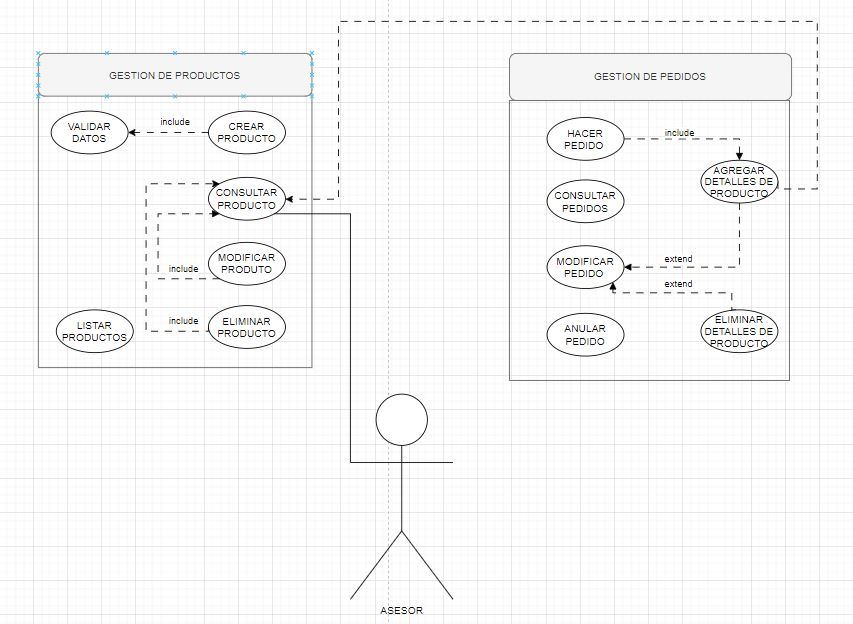 GESTION DE PRODUCTOS
VALIDAR
DATOS
include
CREAR
PRODUCTO
CONSULTAR
PRODUCTO
MODIFICAR
PRODUTO
include
include
ELIMINAR
PRODUCTO
LISTAR
PRODUCTOS
GESTION DE PEDIDOS
HACER
PEDIDO
include
AGREGAR
DETALLES DE
PRODUCTO
CONSULTAR
PEDIDOS
MODIFICAR
PEDIDO
extend
extend
ANULAR
PEDIDO
ELIMINAR
DETALLES DE
PRODUCTO
ASESOR